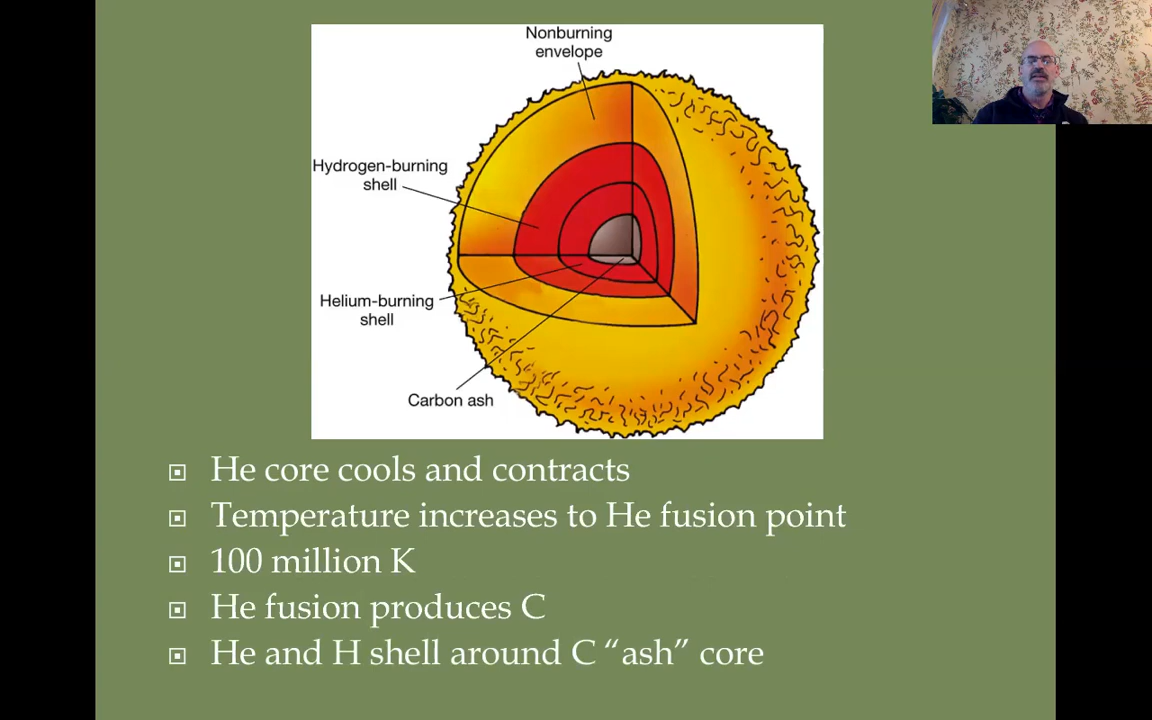 Nonburning
envelope
Hydrogen-burning
shell
Helium-burning
shell
Carbon ash
He core cools and contracts
Temperature increases to He fusion point
100 million K
He fusion produces C
He and H shell around C “ash” core